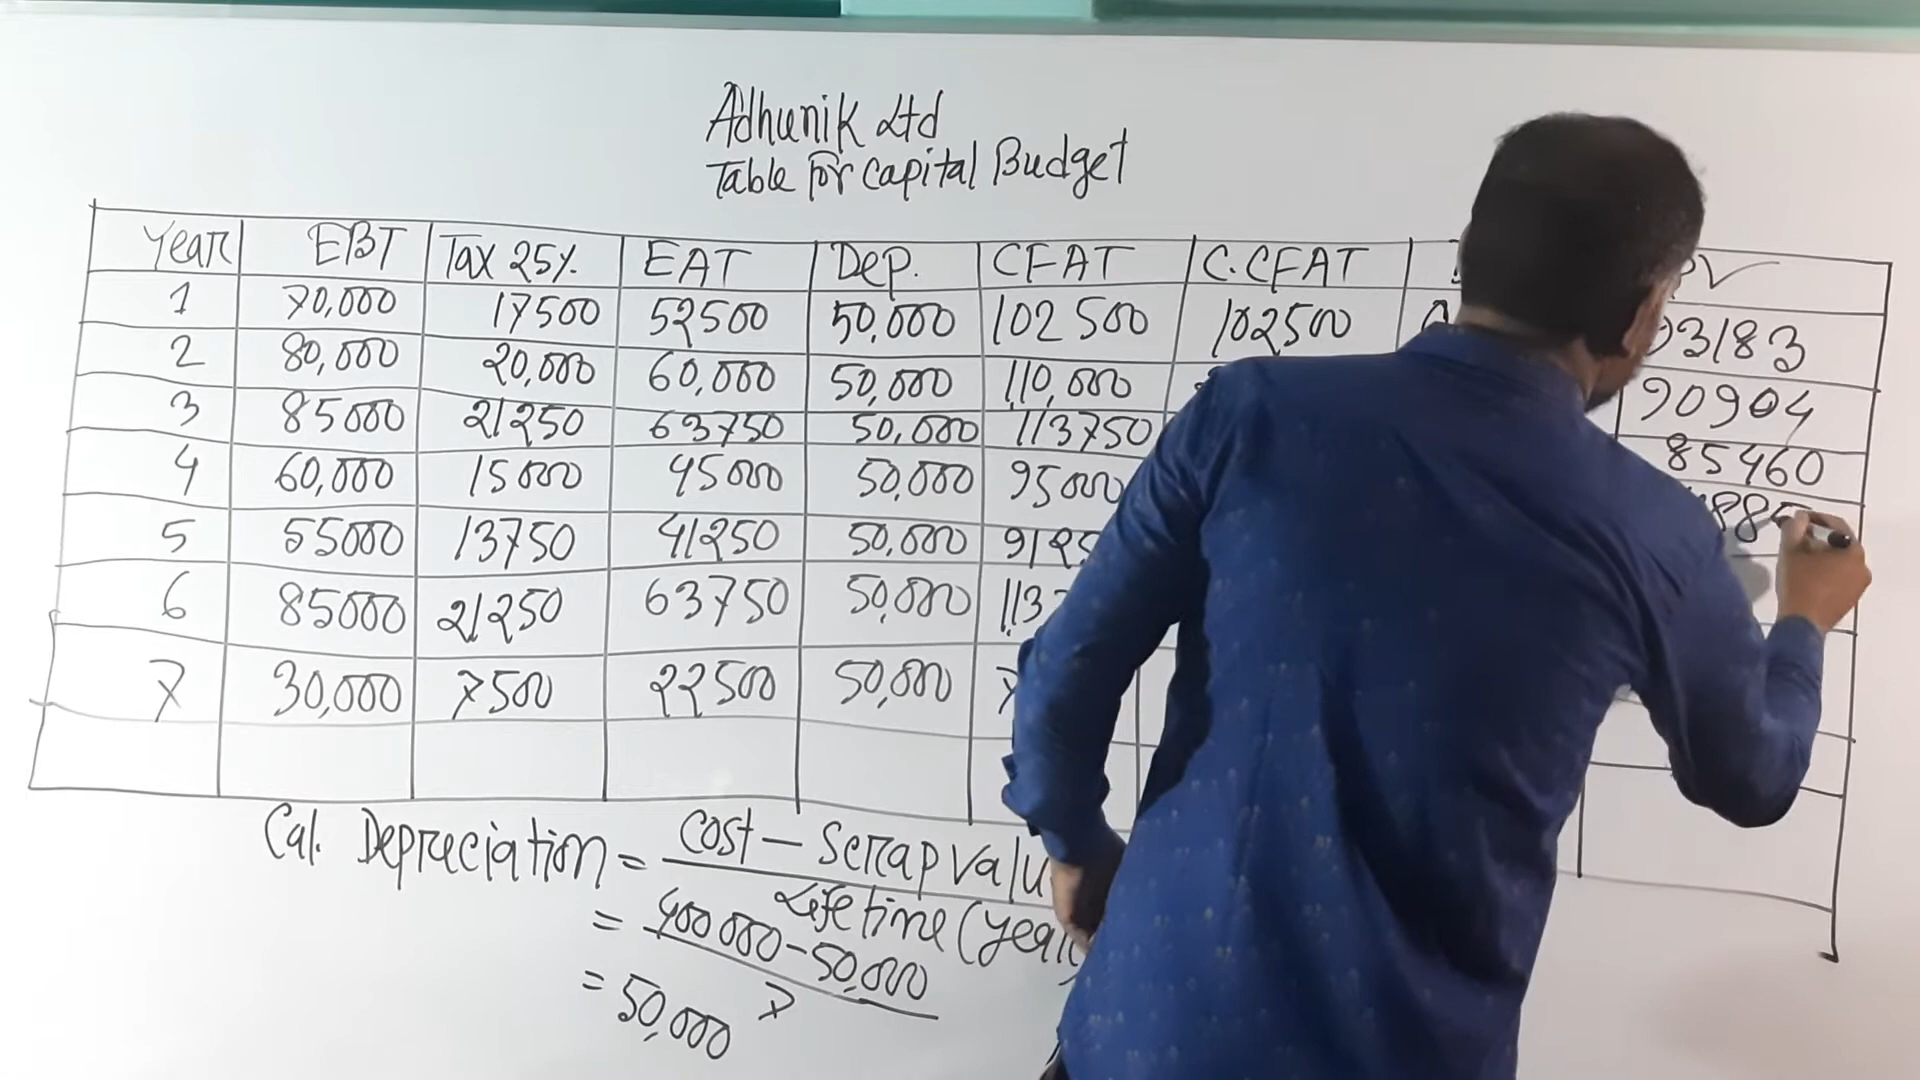 Adhunik Ltd
Table for Capital Budget
Year EBT Tax 25% EAT Dep. CFAT C.CFAT PV
1 70,000 17500 52500 50,000 102500 102500 93183
2 80,000 20,000 60,000 50,000 110,000 90904
3 85000 21250 63750 50,000 113750 85460
4 60,000 15000 45000 50,000 95000
5 55000 13750 41250 50,000
6 85000 21250 63750 50,000
7 30,000 7500 22500 50,000
Cal. Depreciation = Cost - Scrap
Life time
= 400000-50,000
7
= 50,000